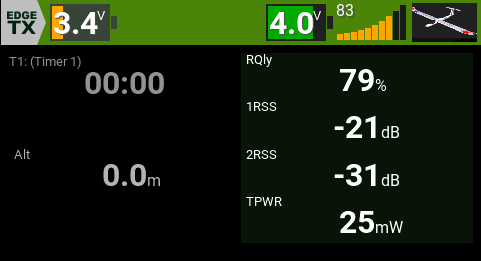 EDGE TX
3.4V
4.0V
83
T1: (Timer 1)
00:00
Alt
0.0m
RQly
79%
1RSS
-21dB
2RSS
-31dB
TPWR
25mW